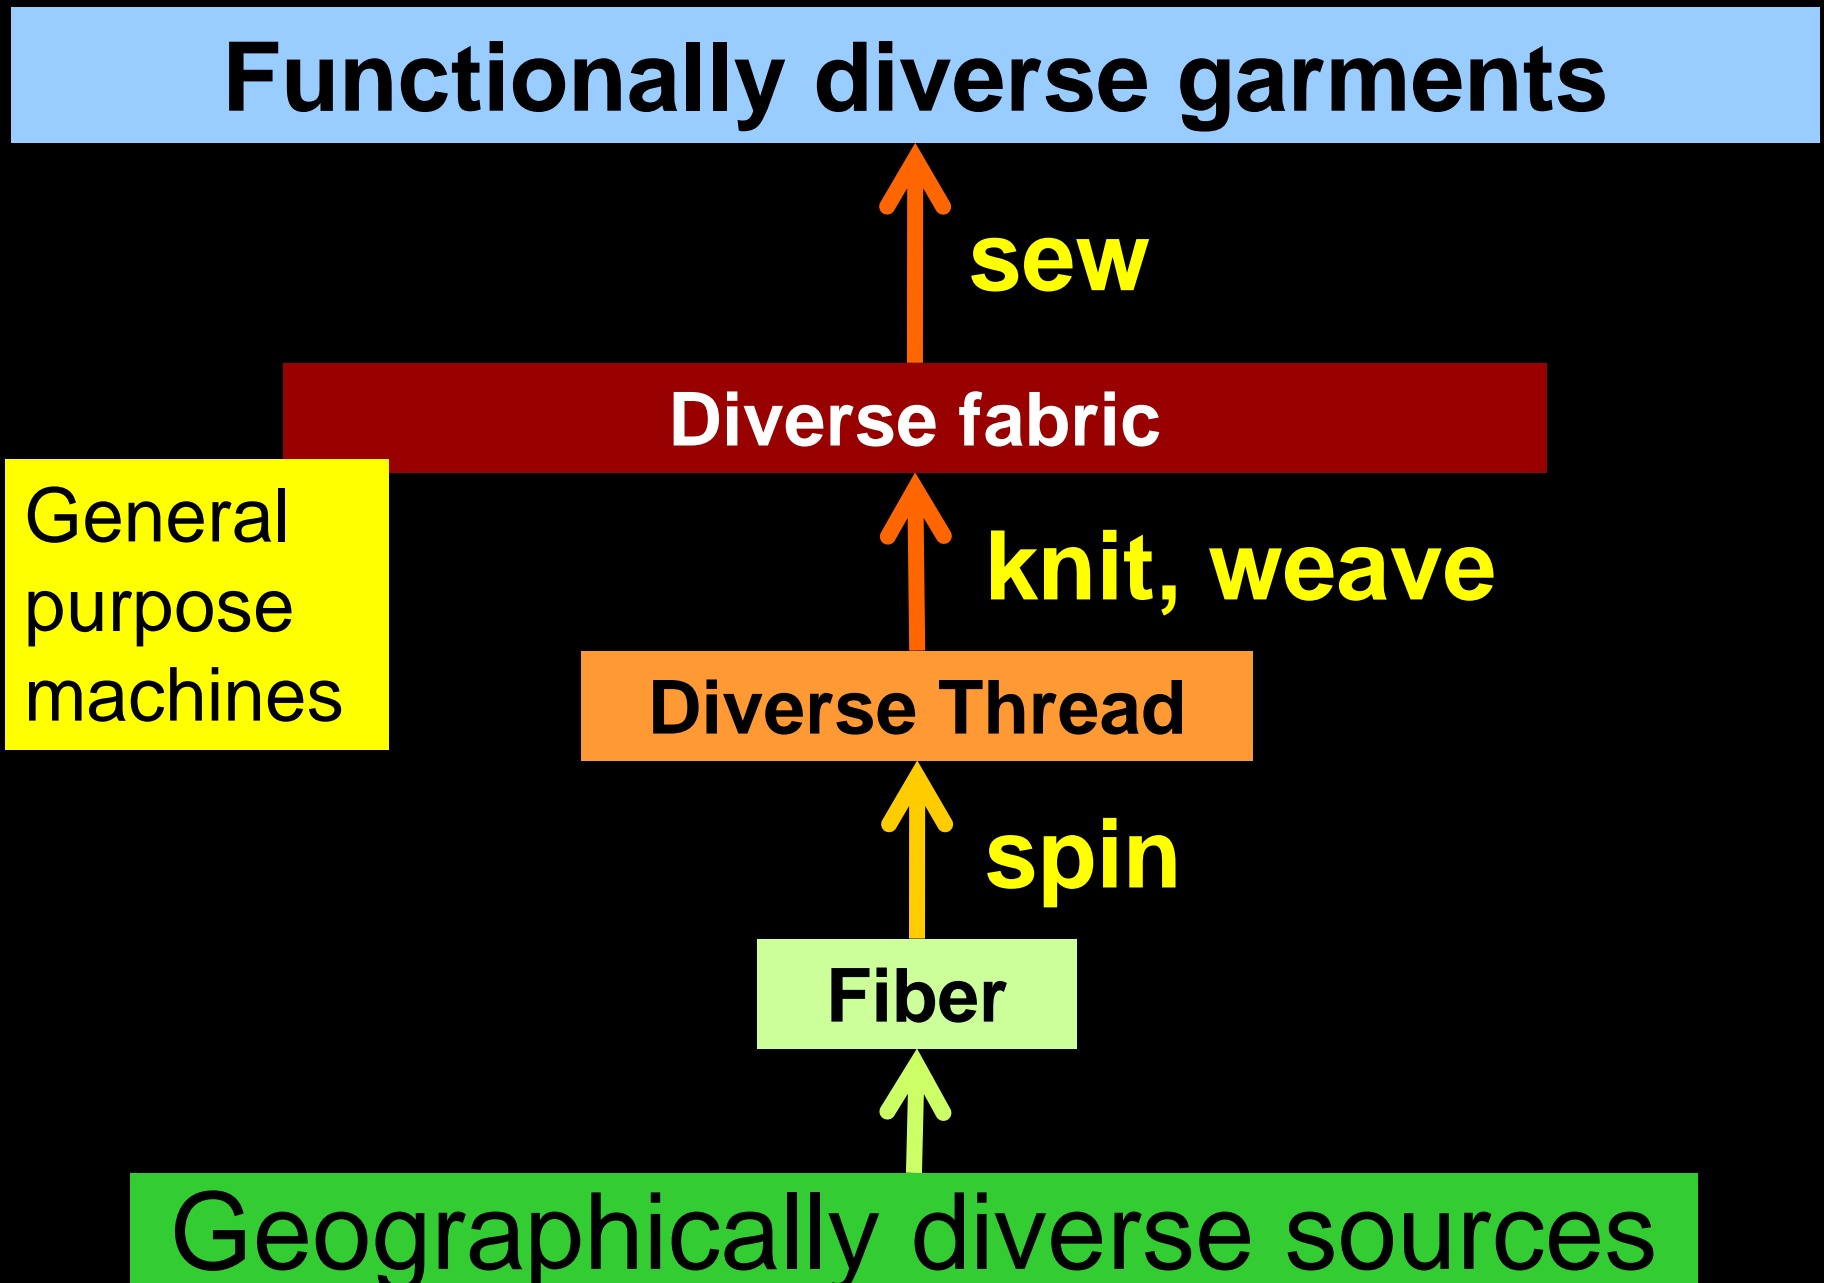 Functionally diverse garments
sew
Diverse fabric
General
purpose
machines
knit, weave
Diverse Thread
spin
Fiber
Geographically diverse sources